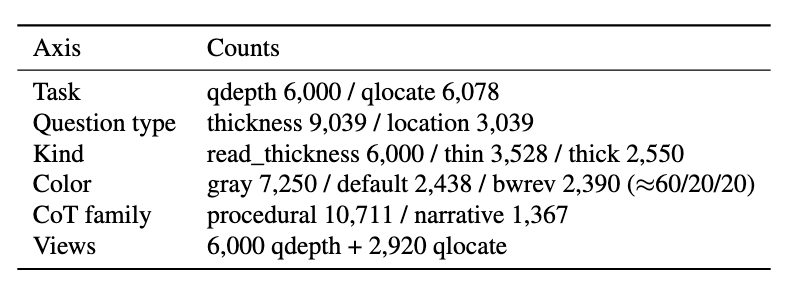 Axis Counts
Task qdepth 6,000 / qlocate 6,078
Question type thickness 9,039 / location 3,039
Kind read_thickness 6,000 / thin 3,528 / thick 2,550
Color gray 7,250 / default 2,438 / bwrev 2,390 (≈60/20/20)
CoT family procedural 10,711 / narrative 1,367
Views 6,000 qdepth + 2,920 qlocate